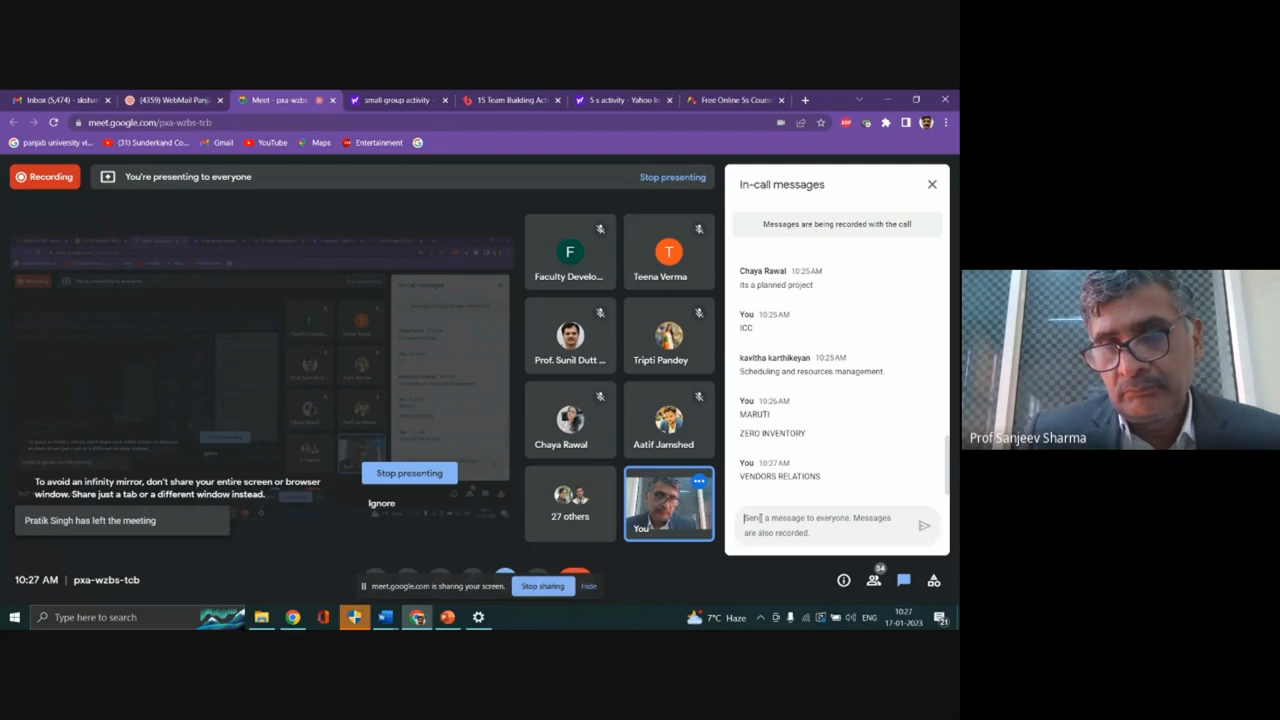 Inbox (5,474) - skshar
(4359) WebMail Panja
Meet - pxa-wzbs-
small group activity -
15 Team Building Act
5 s activity - Yahoo In
Free Online 5s Cours
meet.google.com/pxa-wzbs-tcb
panjab university vi...
(31) Sunderkand Co...
Gmail
YouTube
Maps
Entertainment
Recording
You're presenting to everyone
Stop presenting
In-call messages
Messages are being recorded with the call
Chaya Rawal 10:25 AM
its a planned project
You 10:25 AM
ICC
kavitha karthikeyan 10:25 AM
Scheduling and resources management.
You 10:26 AM
MARUTI
ZERO INVENTORY
You 10:27 AM
VENDORS RELATIONS
Send a message to everyone. Messages
are also recorded.
F
Faculty Develo...
T
Teena Verma
Prof. Sunil Dutt ...
Tripti Pandey
Chaya Rawal
Aatif Jamshed
27 others
You
Stop presenting
Ignore
To avoid an infinity mirror, don't share your entire screen or browser
window. Share just a tab or a different window instead.
Pratik Singh has left the meeting
10:27 AM | pxa-wzbs-tcb
meet.google.com is sharing your screen.
Stop sharing
Hide
34
Type here to search
7°C Haze
ENG
10:27
17-01-2023
21
Prof Sanjeev Sharma